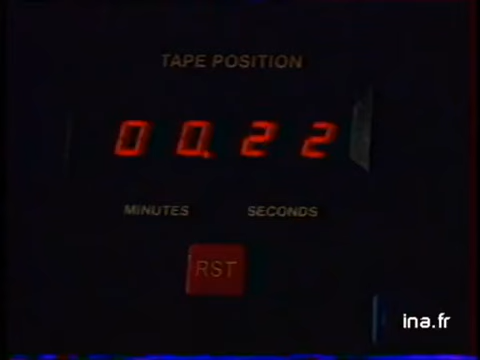 TAPE POSITION
00.22
MINUTES SECONDS
RST
ina.fr